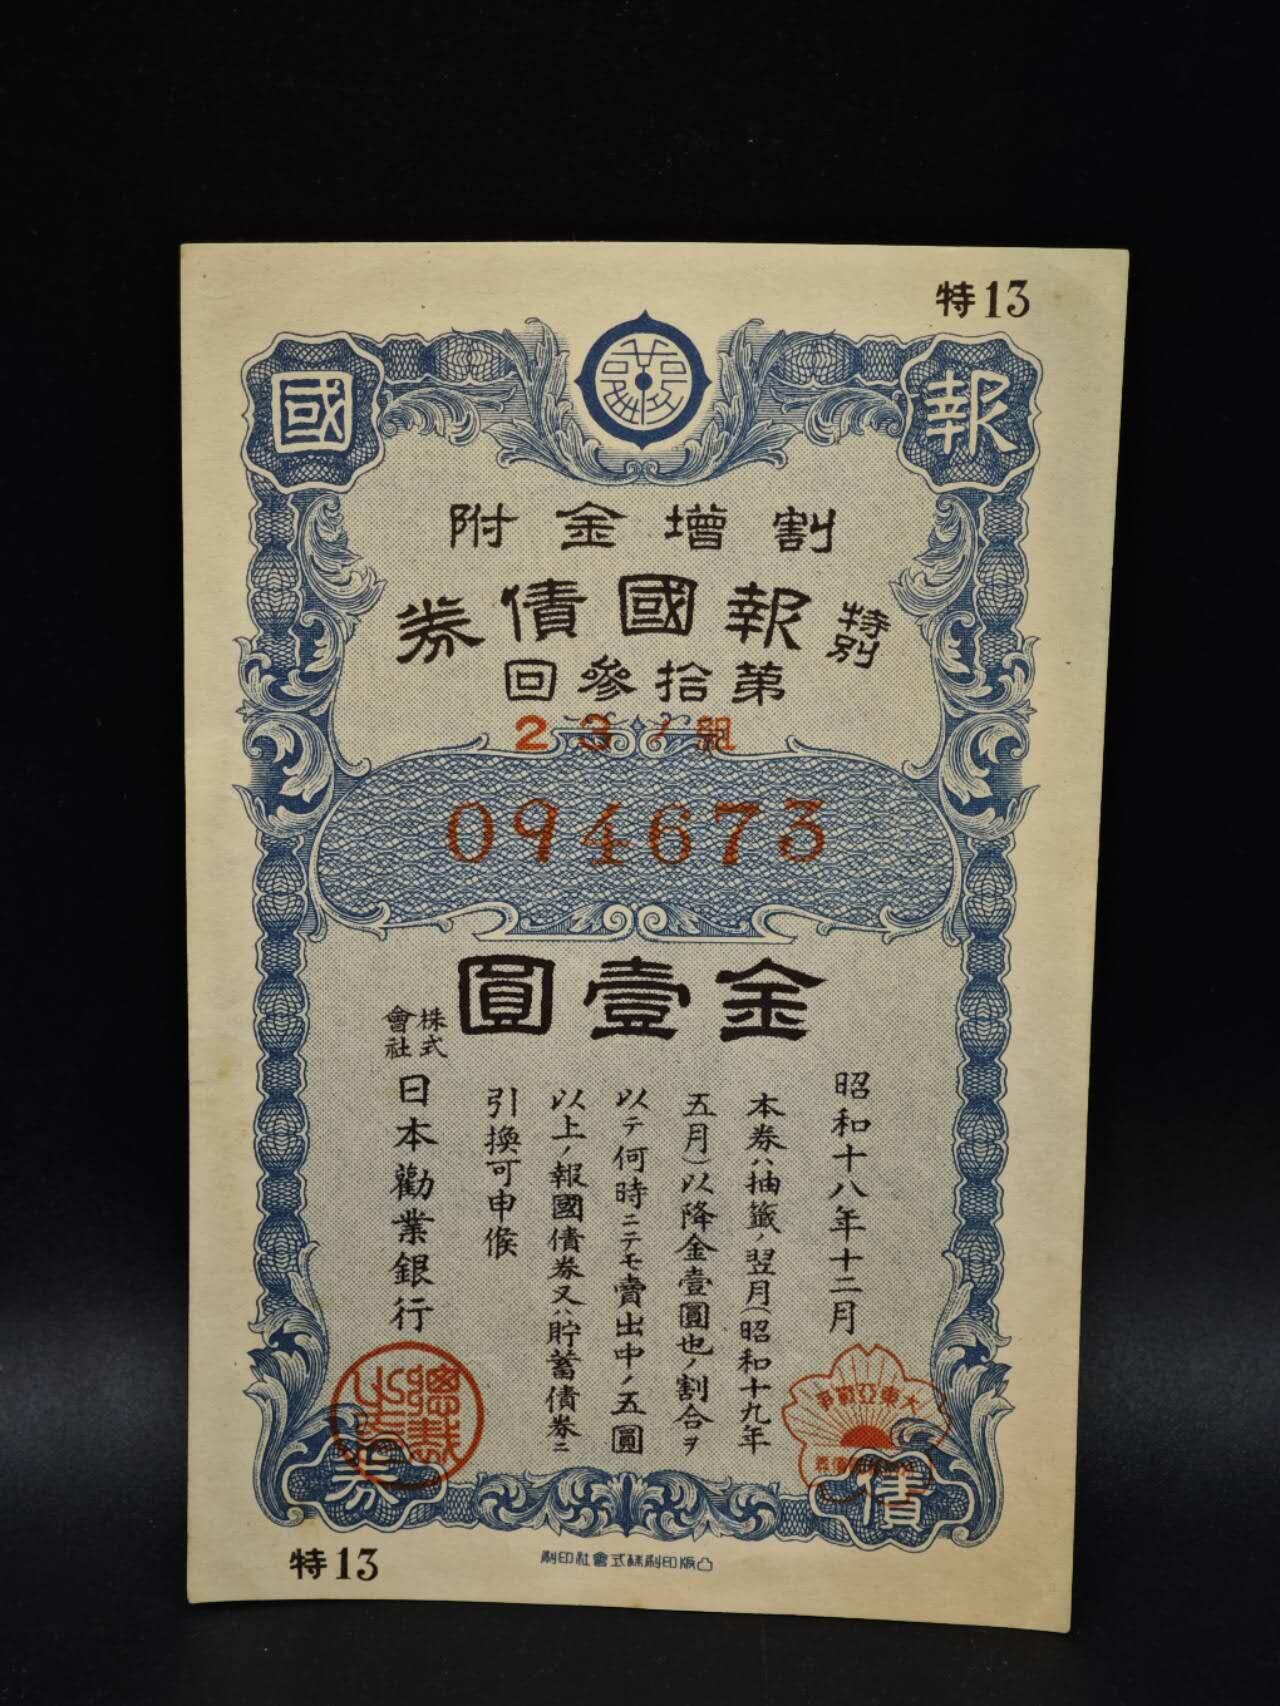 特13
報國
割增金附
特別
報國債券
第拾參回
23ノ組
094673
金壹圓
昭和十八年十二月
本券ハ抽籤ノ翌月(昭和十九年
五月)以降金壹圓也ノ割合ヲ
以テ何時ニテモ賣出中ノ五圓
以上ノ報國債券又ハ貯蓄債券ニ
引換可申候
株式會社
日本勸業銀行
大東亞戰爭
債券
特13
凸版印刷株式會社印刷